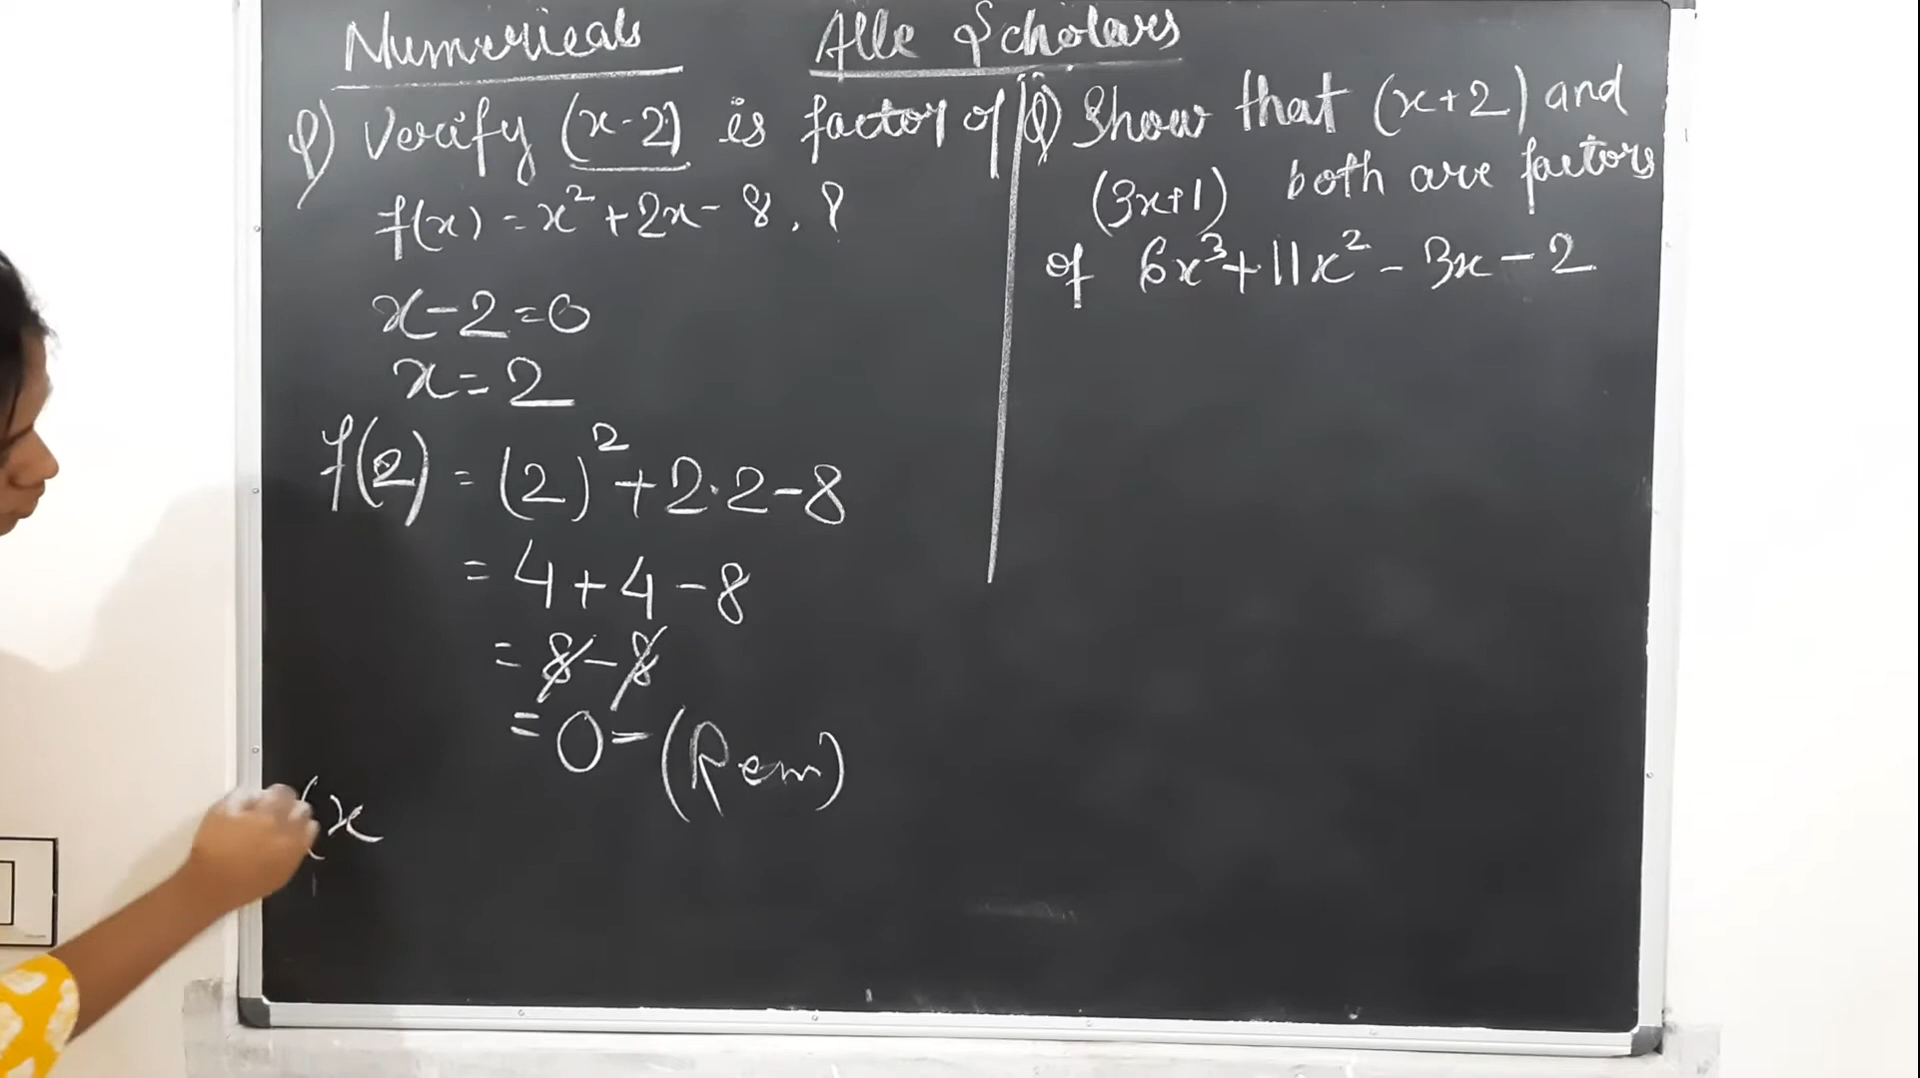 Numericals
Alle Scholars
Q) Verify (x-2) is factor of
f(x) = x² + 2x - 8. ?
x-2=0
x=2
f(2) = (2)² + 2·2-8
= 4+4-8
= 8-8
= 0-(Rem)
(x
Q) Show that (x+2) and
(3x+1) both are factors
of 6x³+11x²-3x-2